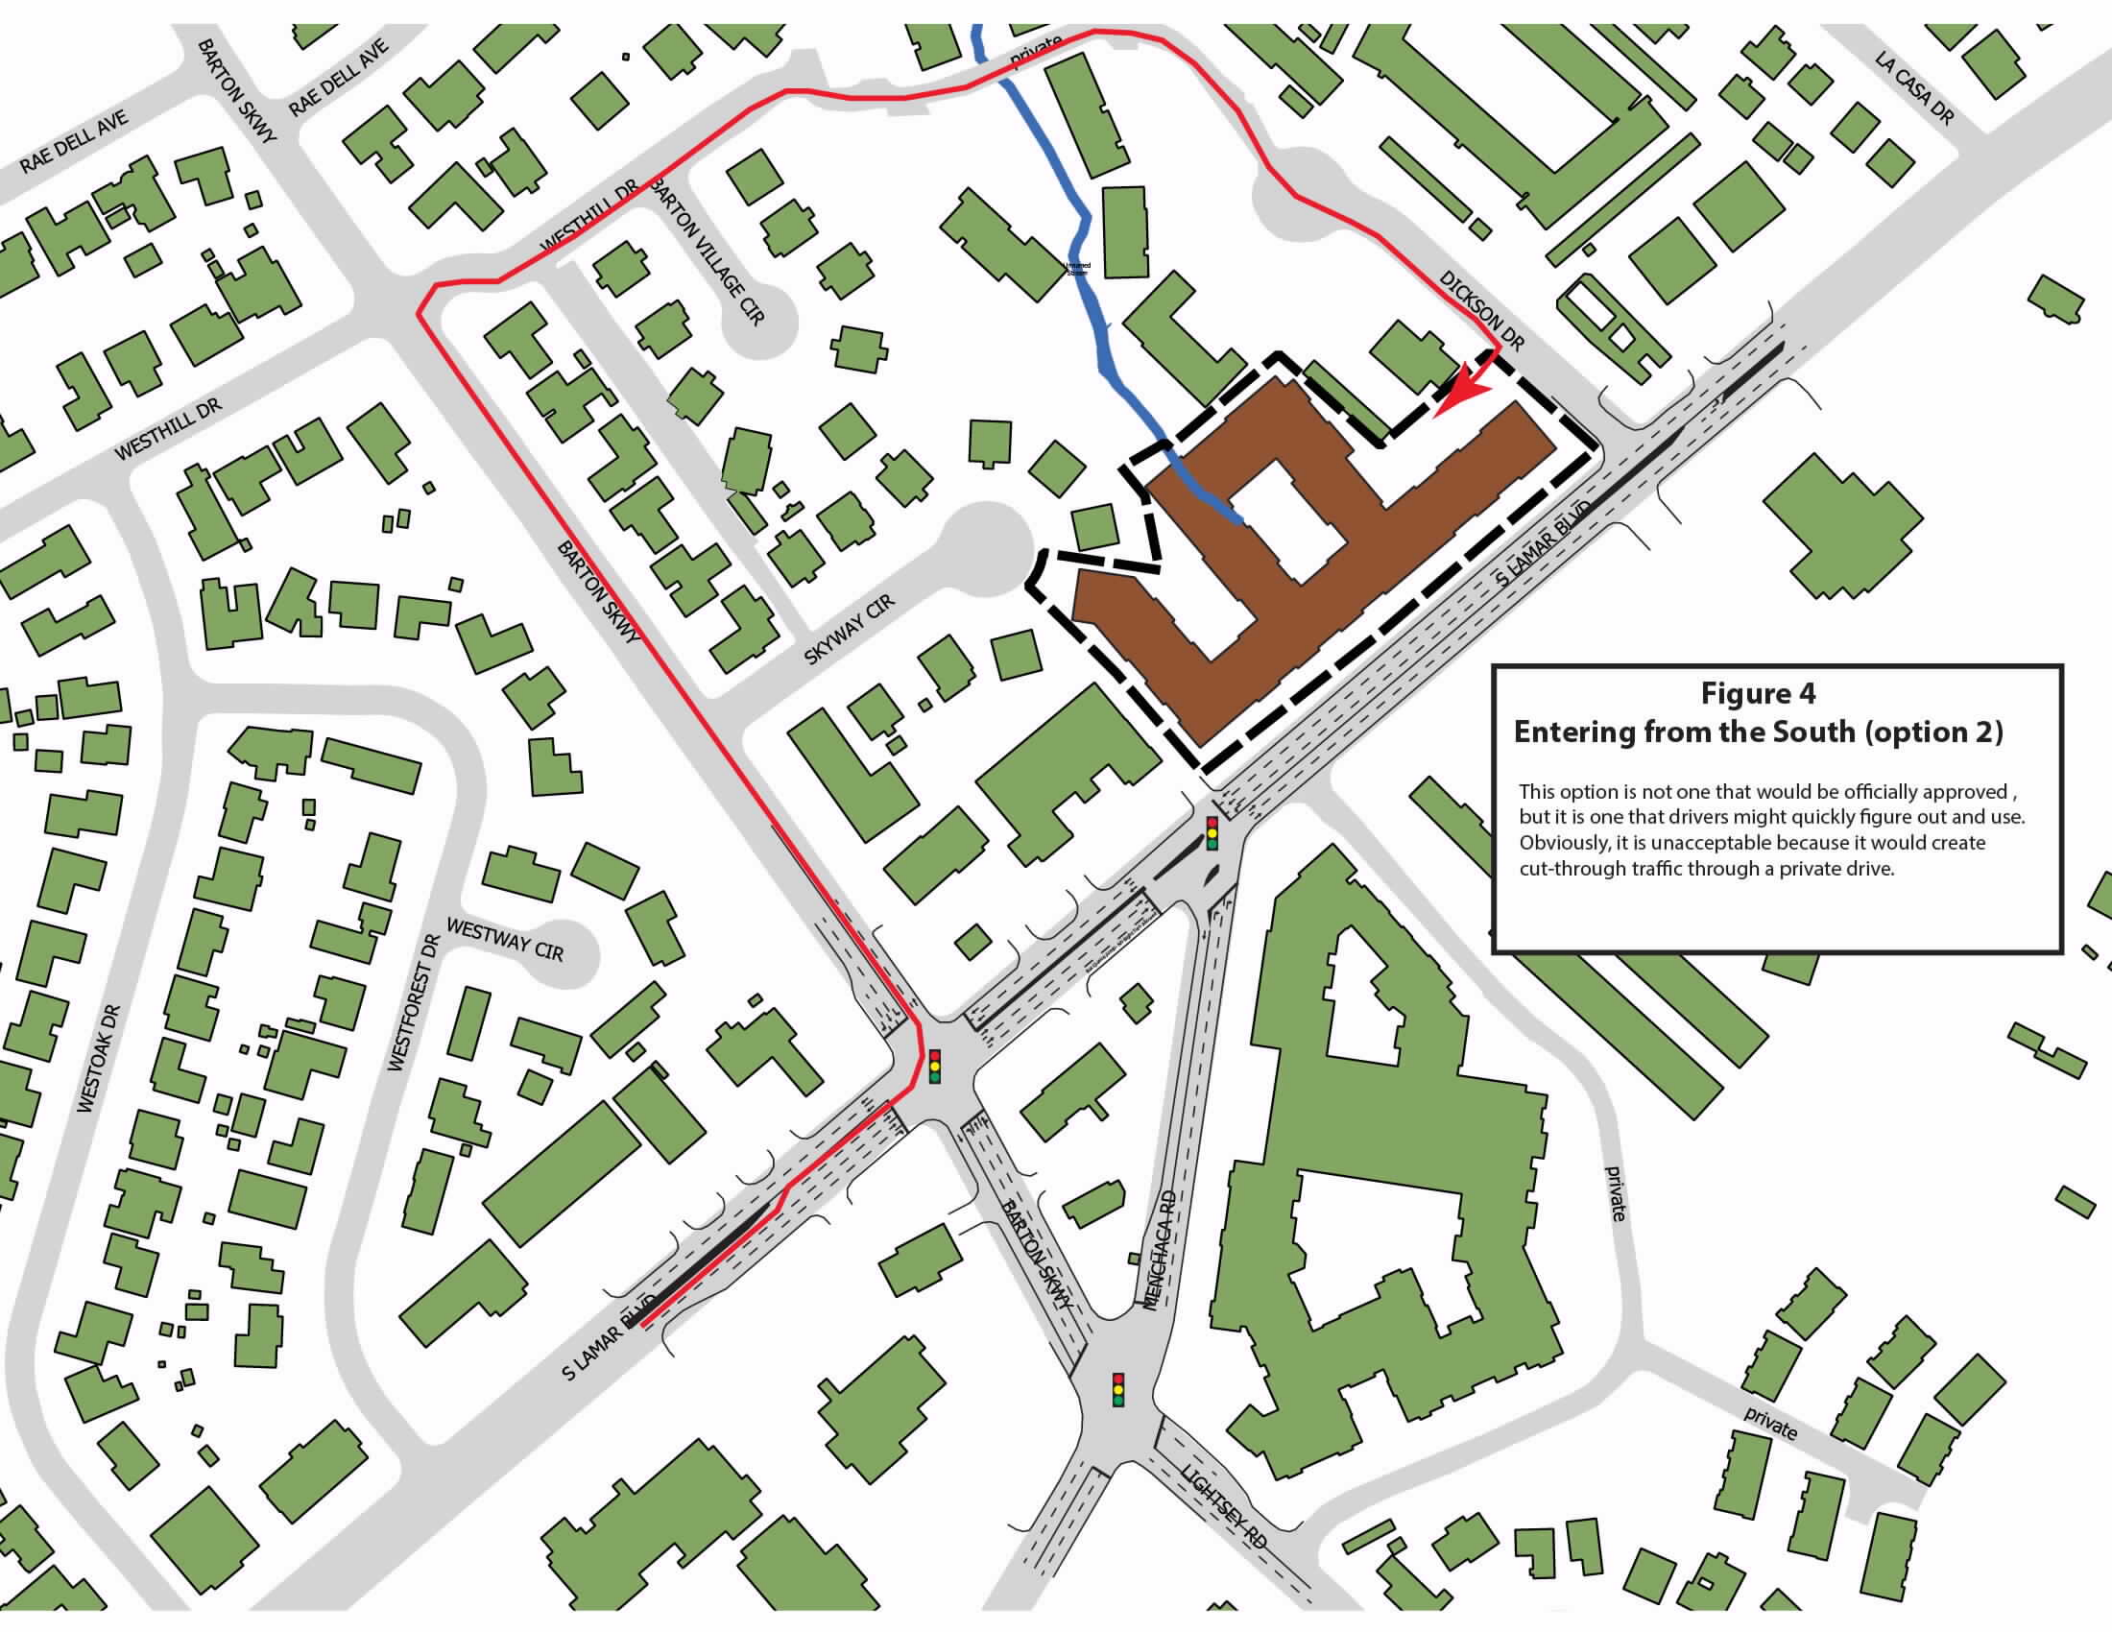 BARTON SKWY
RAE DELL AVE
RAE DELL AVE
private
LA CASA DR
WESTHILL DR
BARTON VILLAGE CIR
DICKSON DR
WESTHILL DR
S LAMAR BLVD
BARTON SKWY
SKYWAY CIR
Figure 4
Entering from the South (option 2)
This option is not one that would be officially approved ,
but it is one that drivers might quickly figure out and use.
Obviously, it is unacceptable because it would create
cut-through traffic through a private drive.
WESTWAY CIR
WESTFOREST DR
WESTOAK DR
private
BARTON SKWY
MENCHACA RD
S LAMAR BLVD
private
LIGHTSEY RD